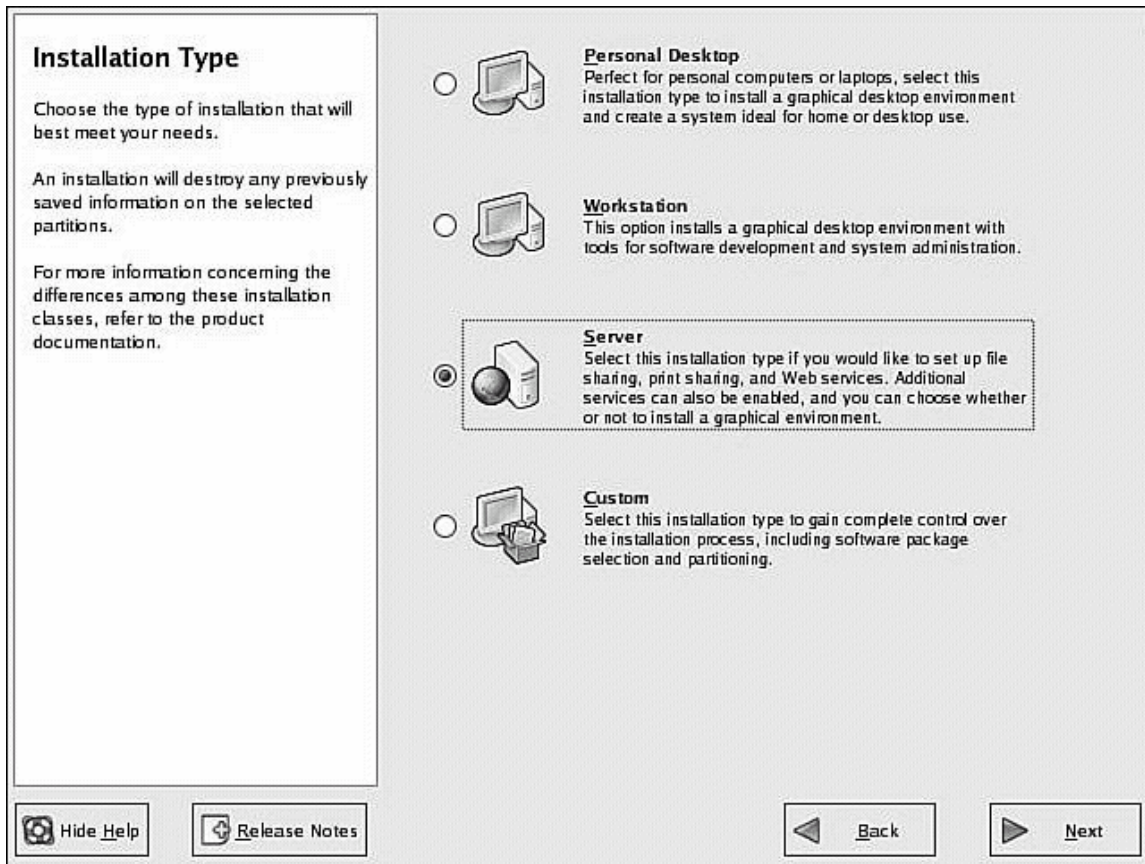 Installation Type
Choose the type of installation that will
best meet your needs.
An installation will destroy any previously
saved information on the selected
partitions.
For more information concerning the
differences among these installation
classes, refer to the product
documentation.
Personal Desktop
Perfect for personal computers or laptops, select this
installation type to install a graphical desktop environment
and create a system ideal for home or desktop use.
Workstation
This option installs a graphical desktop environment with
tools for software development and system administration.
Server
Select this installation type if you would like to set up file
sharing, print sharing, and Web services. Additional
services can also be enabled, and you can choose whether
or not to install a graphical environment.
Custom
Select this installation type to gain complete control over
the installation process, including software package
selection and partitioning.
Hide Help
Release Notes
Back
Next